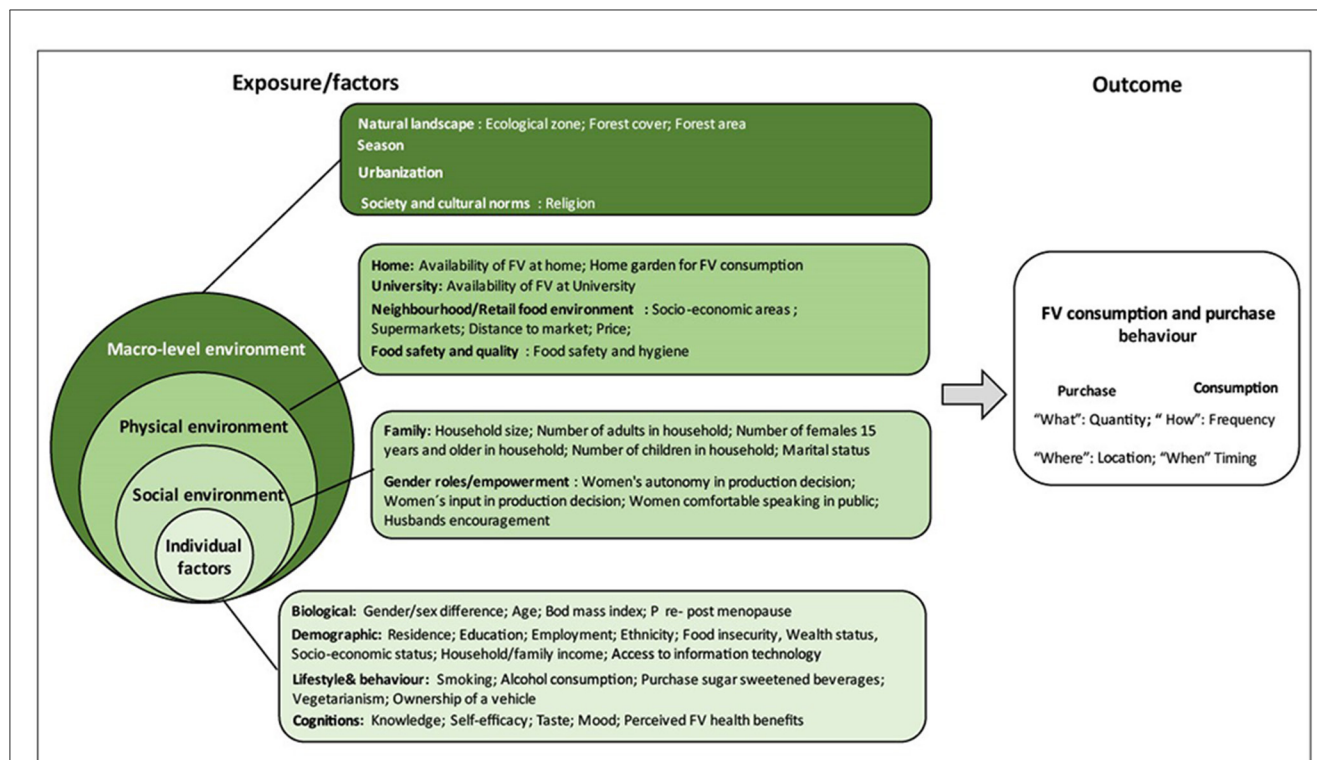 Exposure/factors
Outcome
Natural landscape : Ecological zone; Forest cover; Forest area
Season
Urbanization
Society and cultural norms : Religion
Home: Availability of FV at home; Home garden for FV consumption
University: Availability of FV at University
Neighbourhood/Retail food environment : Socio-economic areas ;
Supermarkets; Distance to market; Price;
Food safety and quality : Food safety and hygiene
Macro-level environment
Physical environment
Social environment
Individual
factors
Family: Household size; Number of adults in household; Number of females 15
years and older in household; Number of children in household; Marital status
Gender roles/empowerment : Women's autonomy in production decision;
Women´s input in production decision; Women comfortable speaking in public;
Husbands encouragement
Biological: Gender/sex difference; Age; Bod mass index; P re- post menopause
Demographic: Residence; Education; Employment; Ethnicity; Food insecurity, Wealth status,
Socio-economic status; Household/family income; Access to information technology
Lifestyle& behaviour: Smoking; Alcohol consumption; Purchase sugar sweetened beverages;
Vegetarianism; Ownership of a vehicle
Cognitions: Knowledge; Self-efficacy; Taste; Mood; Perceived FV health benefits
FV consumption and purchase
behaviour
Purchase Consumption
“What”: Quantity; “ How”: Frequency
“Where”: Location; “When” Timing